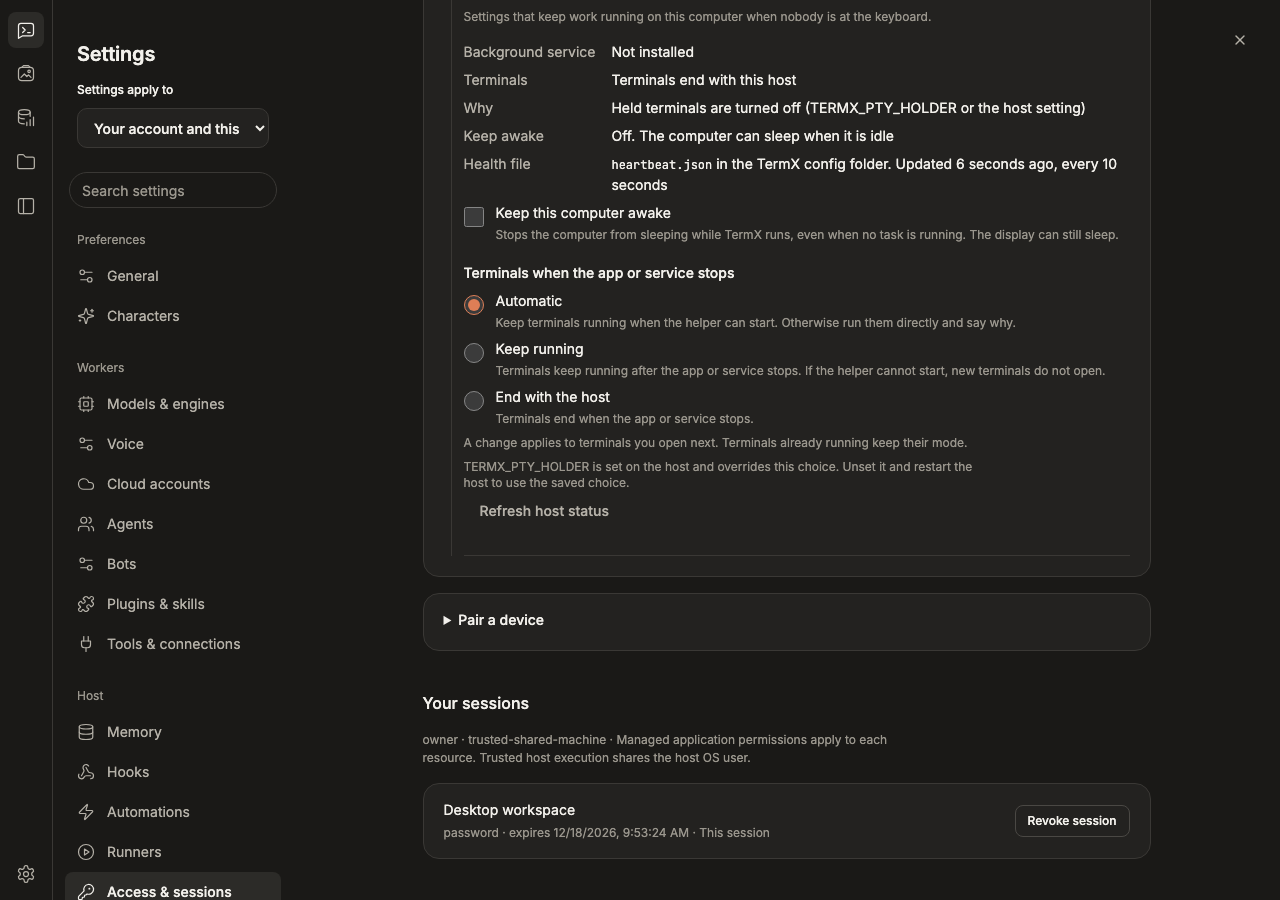 Settings
Settings apply to
Your account and this
Search settings
Preferences
General
Characters
Workers
Models & engines
Voice
Cloud accounts
Agents
Bots
Plugins & skills
Tools & connections
Host
Memory
Hooks
Automations
Runners
Access & sessions
Settings that keep work running on this computer when nobody is at the keyboard.
Background service Not installed
Terminals Terminals end with this host
Why Held terminals are turned off (TERMX_PTY_HOLDER or the host setting)
Keep awake Off. The computer can sleep when it is idle
Health file heartbeat.json in the TermX config folder. Updated 6 seconds ago, every 10
seconds
Keep this computer awake
Stops the computer from sleeping while TermX runs, even when no task is running. The display can still sleep.
Terminals when the app or service stops
Automatic
Keep terminals running when the helper can start. Otherwise run them directly and say why.
Keep running
Terminals keep running after the app or service stops. If the helper cannot start, new terminals do not open.
End with the host
Terminals end when the app or service stops.
A change applies to terminals you open next. Terminals already running keep their mode.
TERMX_PTY_HOLDER is set on the host and overrides this choice. Unset it and restart the
host to use the saved choice.
Refresh host status
Pair a device
Your sessions
owner · trusted-shared-machine · Managed application permissions apply to each
resource. Trusted host execution shares the host OS user.
Desktop workspace
password · expires 12/18/2026, 9:53:24 AM · This session
Revoke session